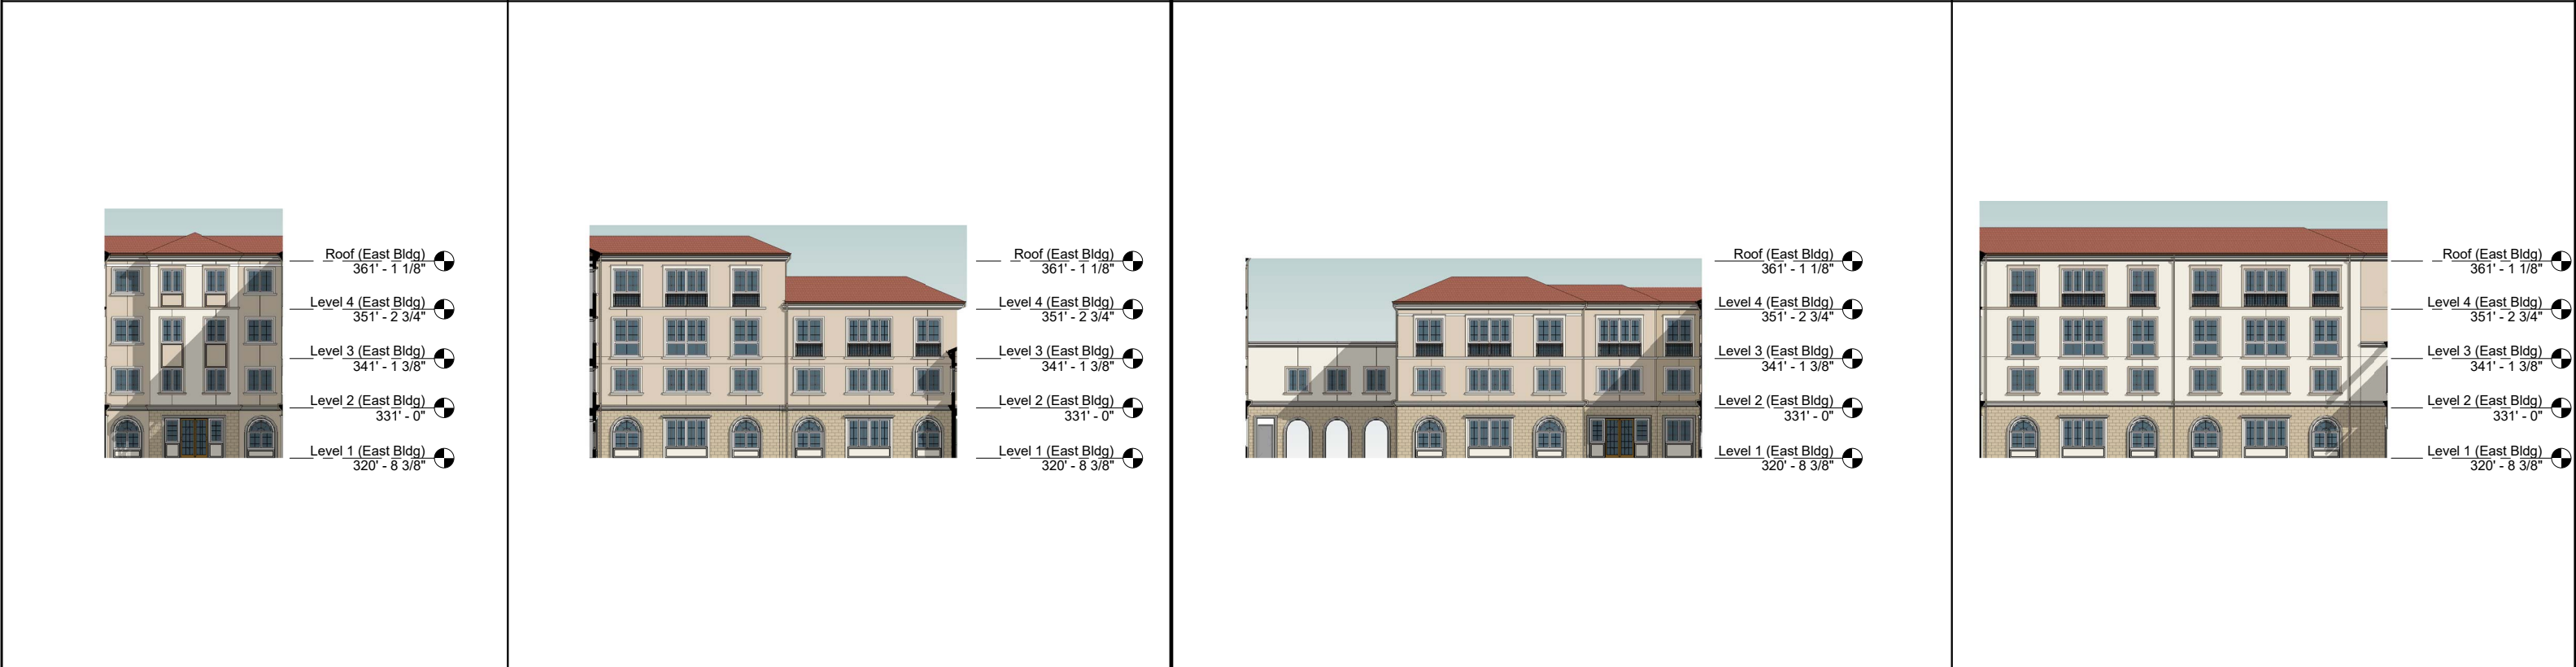 Roof (East Bldg)
361' - 1 1/8"
Level 4 (East Bldg)
351' - 2 3/4"
Level 3 (East Bldg)
341' - 1 3/8"
Level 2 (East Bldg)
331' - 0"
Level 1 (East Bldg)
320' - 8 3/8"
Roof (East Bldg)
361' - 1 1/8"
Level 4 (East Bldg)
351' - 2 3/4"
Level 3 (East Bldg)
341' - 1 3/8"
Level 2 (East Bldg)
331' - 0"
Level 1 (East Bldg)
320' - 8 3/8"
Roof (East Bldg)
361' - 1 1/8"
Level 4 (East Bldg)
351' - 2 3/4"
Level 3 (East Bldg)
341' - 1 3/8"
Level 2 (East Bldg)
331' - 0"
Level 1 (East Bldg)
320' - 8 3/8"
Roof (East Bldg)
361' - 1 1/8"
Level 4 (East Bldg)
351' - 2 3/4"
Level 3 (East Bldg)
341' - 1 3/8"
Level 2 (East Bldg)
331' - 0"
Level 1 (East Bldg)
320' - 8 3/8"